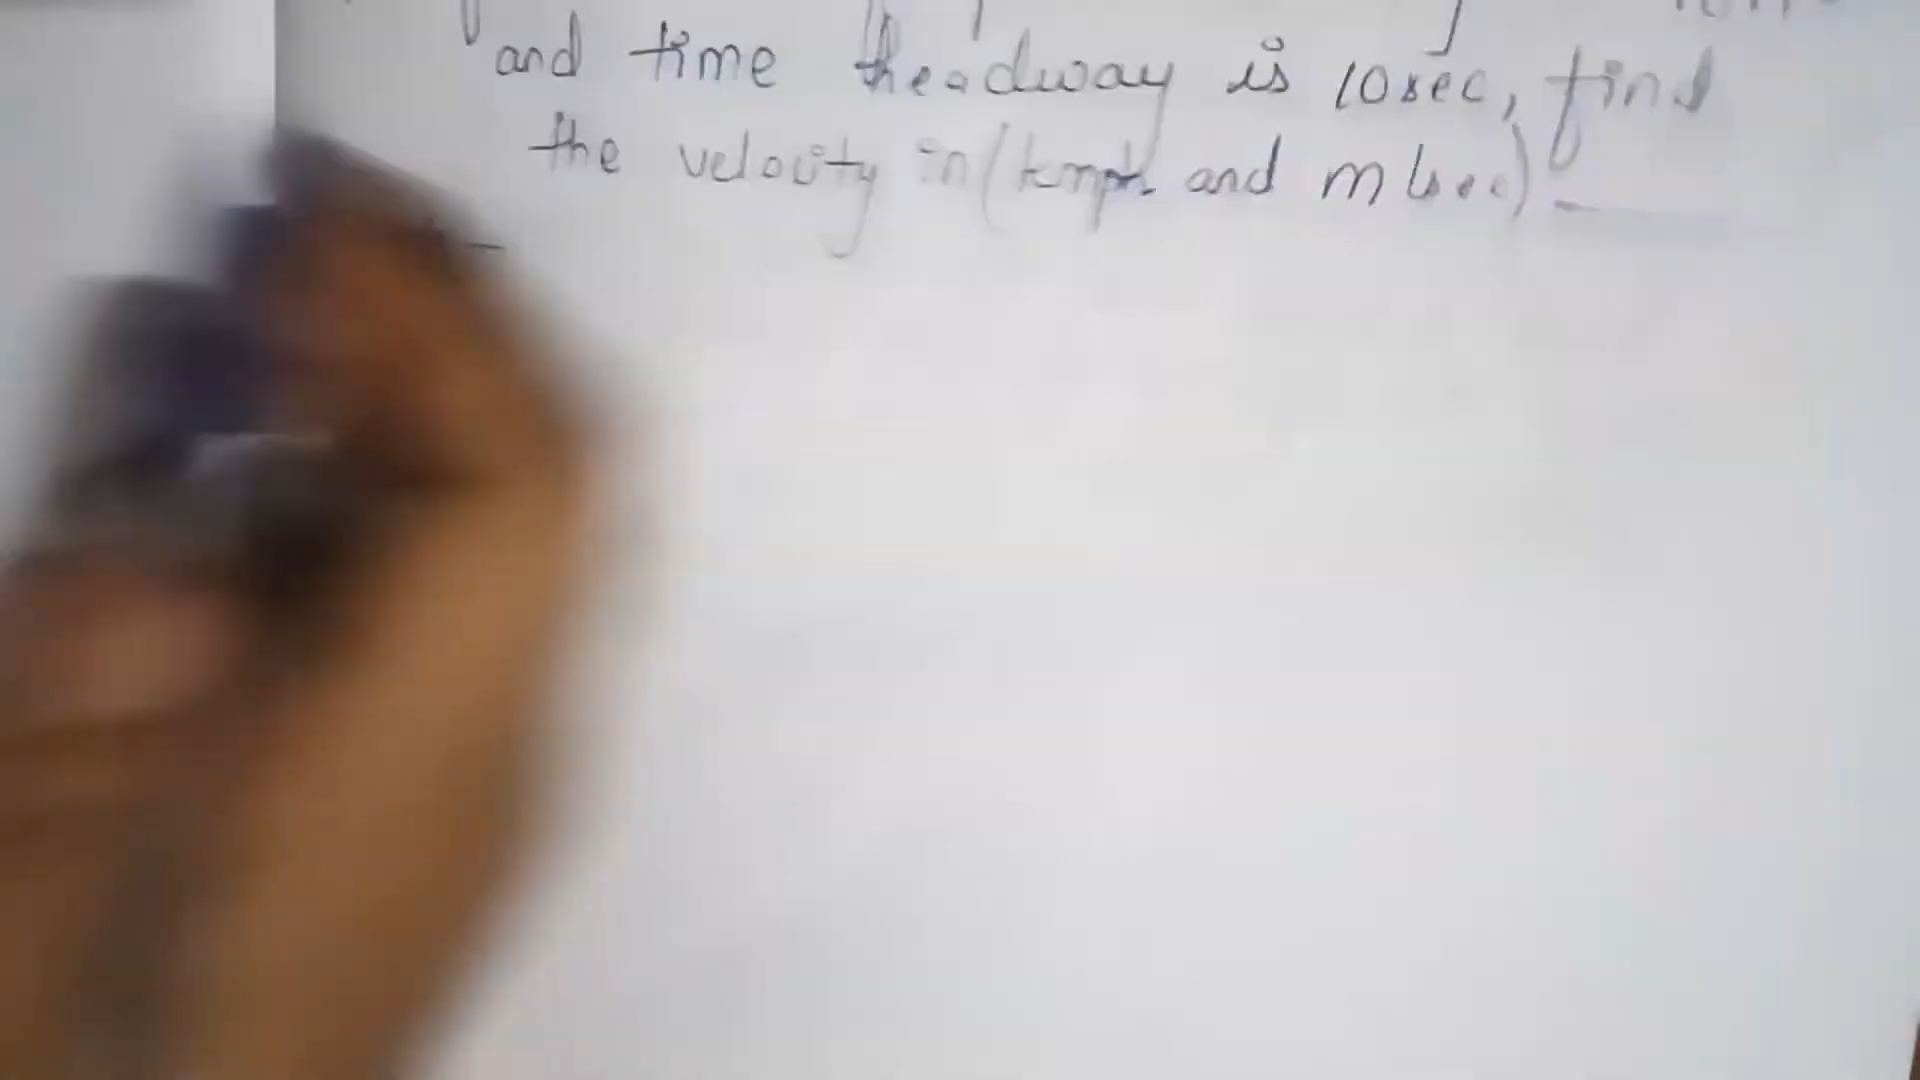 and time headway is 10sec, find
the velocity in (kmph and m/sec)